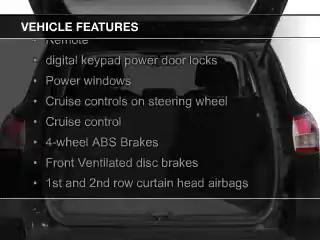 VEHICLE FEATURES
• Remote
• digital keypad power door locks
• Power windows
• Cruise controls on steering wheel
• Cruise control
• 4-wheel ABS Brakes
• Front Ventilated disc brakes
• 1st and 2nd row curtain head airbags